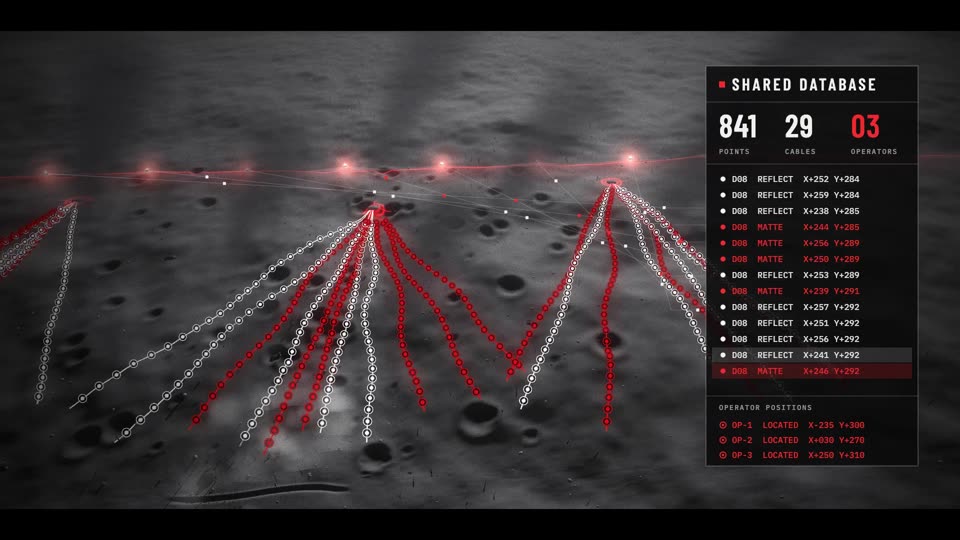 SHARED DATABASE
841 29 03
POINTS CABLES OPERATORS
D08 REFLECT X+252 Y+284
D08 REFLECT X+259 Y+284
D08 REFLECT X+238 Y+285
D08 MATTE X+244 Y+285
D08 MATTE X+256 Y+289
D08 MATTE X+250 Y+289
D08 REFLECT X+253 Y+289
D08 MATTE X+239 Y+291
D08 REFLECT X+257 Y+292
D08 REFLECT X+251 Y+292
D08 REFLECT X+256 Y+292
D08 REFLECT X+241 Y+292
D08 MATTE X+246 Y+292
OPERATOR POSITIONS
OP-1 LOCATED X-235 Y+300
OP-2 LOCATED X+030 Y+270
OP-3 LOCATED X+250 Y+310